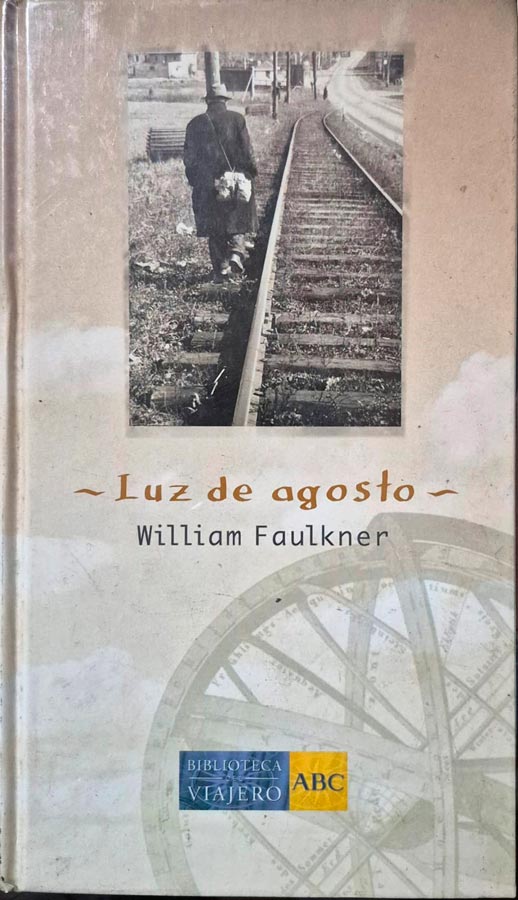 ~ Luz de agosto ~
William Faulkner
BIBLIOTECA
VIAJERO
ABC